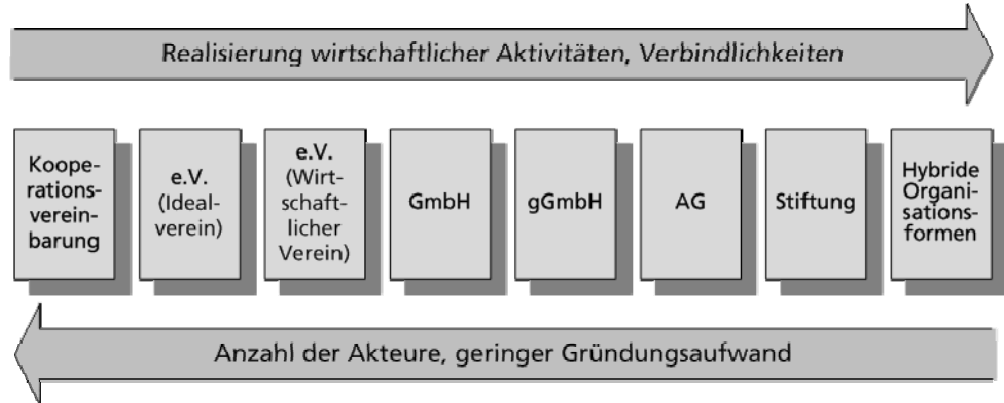 Realisierung wirtschaftlicher Aktivitäten, Verbindlichkeiten
Koope-
rations-
verein-
barung
e.V.
(Ideal-
verein)
e.V.
(Wirt-
schaft-
licher
Verein)
GmbH
gGmbH
AG
Stiftung
Hybride
Organi-
sations-
formen
Anzahl der Akteure, geringer Gründungsaufwand